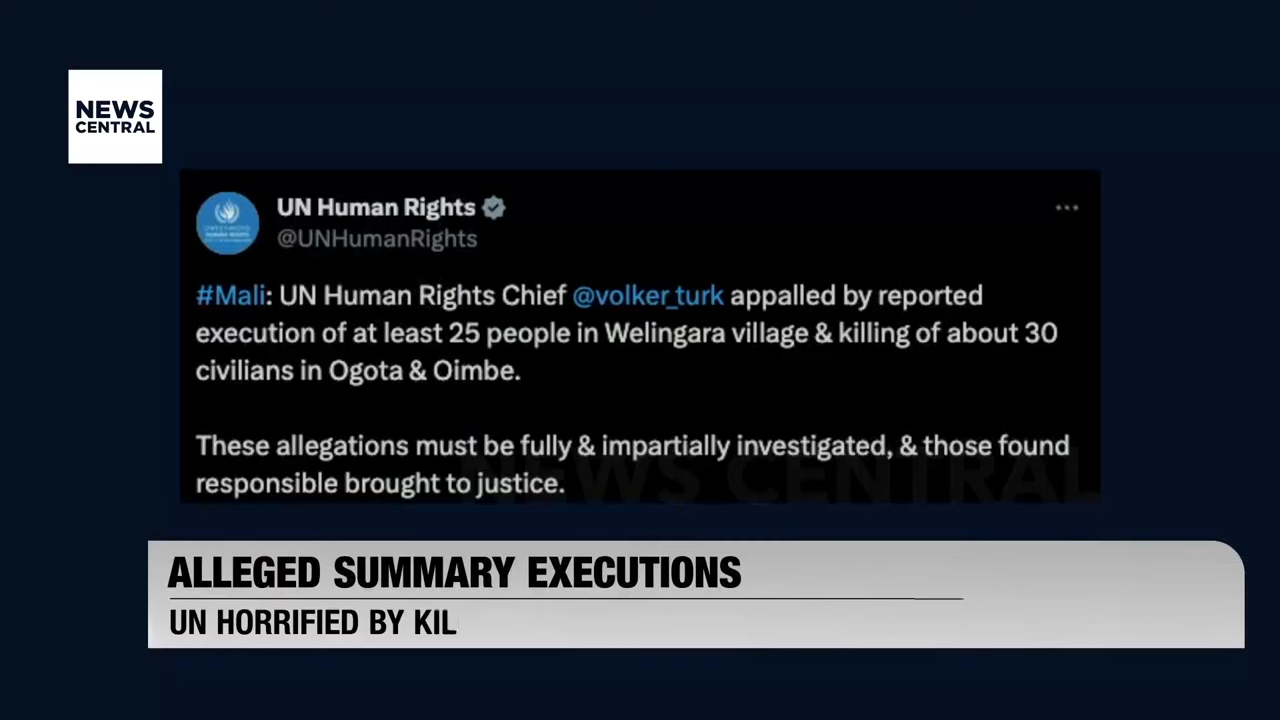 NEWS
CENTRAL
UN Human Rights
@UNHumanRights
#Mali: UN Human Rights Chief @volker_turk appalled by reported
execution of at least 25 people in Welingara village & killing of about 30
civilians in Ogota & Oimbe.
These allegations must be fully & impartially investigated, & those found
responsible brought to justice.
NEWS CENTRAL
ALLEGED SUMMARY EXECUTIONS
UN HORRIFIED BY KIL